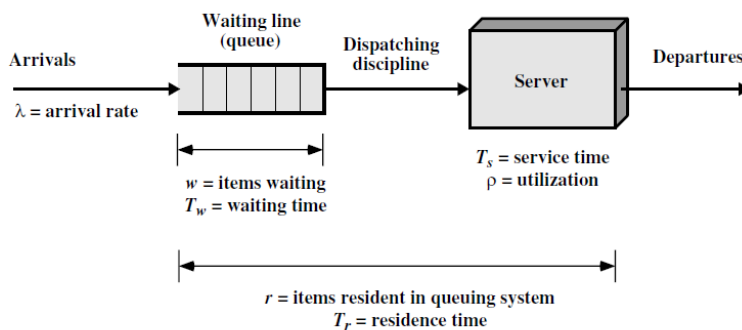 Waiting line
(queue)
Dispatching
discipline
Arrivals
Departures
Server
λ = arrival rate
w = items waiting
T_w = waiting time
T_s = service time
ρ = utilization
r = items resident in queuing system
T_r = residence time